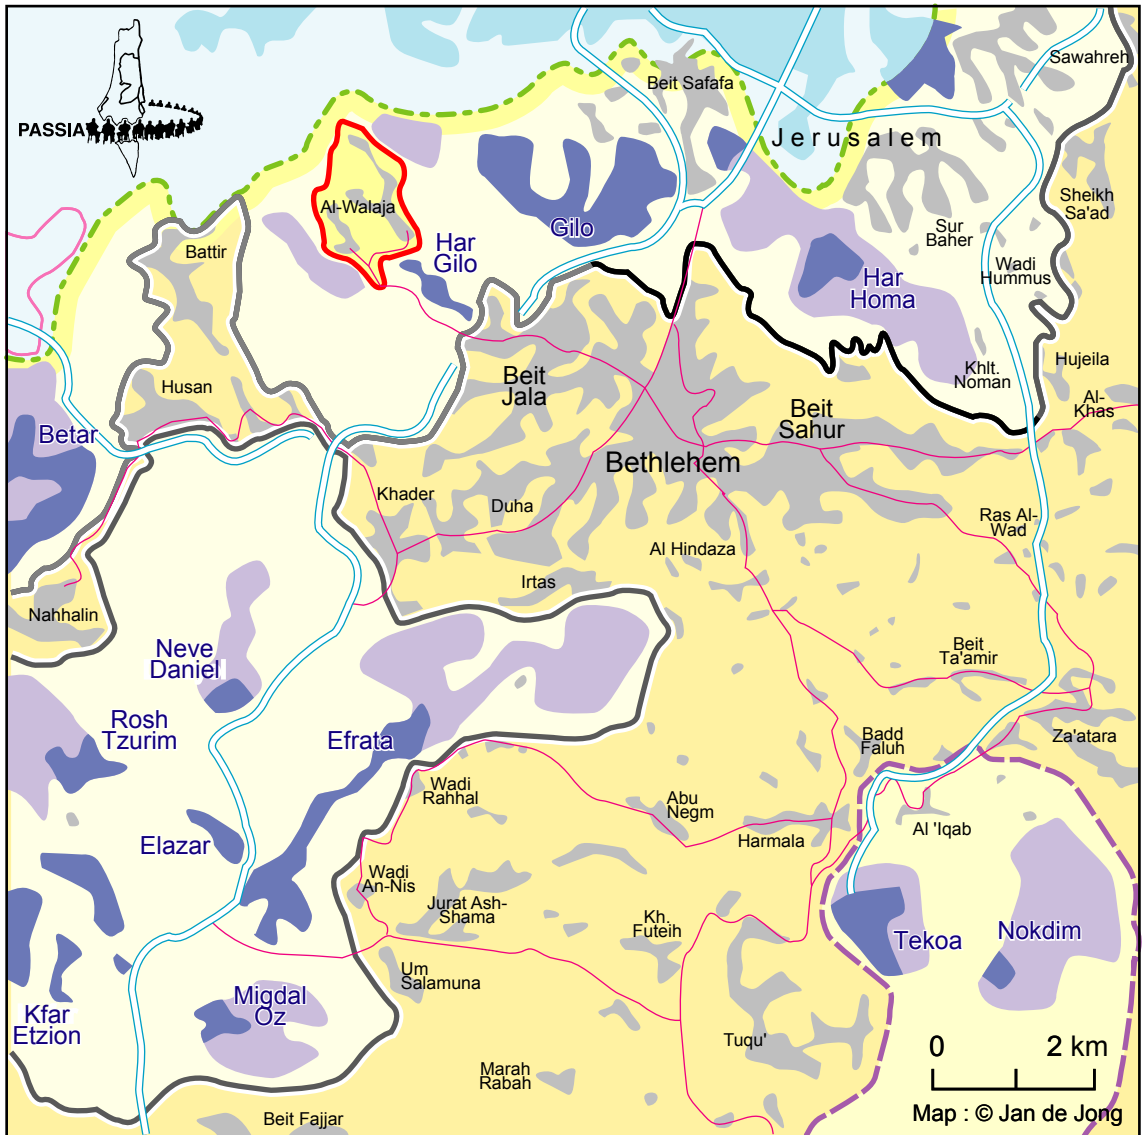 Sawahreh
Beit Safafa
PASSIA
Jerusalem
Sheikh
Sa'ad
Al-Walaja
Gilo
Sur
Baher
Battir
Har
Gilo
Wadi
Hummus
Har
Homa
Husan
Beit
Jala
Khlt.
Noman
Hujeila
Al-
Khas
Beit
Sahur
Betar
Bethlehem
Khader
Duha
Ras Al-
Wad
Al Hindaza
Irtas
Nahhalin
Neve
Daniel
Beit
Ta'amir
Rosh
Tzurim
Efrata
Badd
Faluh
Za'atara
Wadi
Rahhal
Abu
Negm
Harmala
Al 'Iqab
Elazar
Wadi
An-Nis
Jurat Ash-
Shama
Kh.
Futeih
Tekoa
Nokdim
Um
Salamuna
Migdal
Oz
Kfar
Etzion
Tuqu'
Marah
Rabah
0 2 km
Beit Fajjar
Map : © Jan de Jong